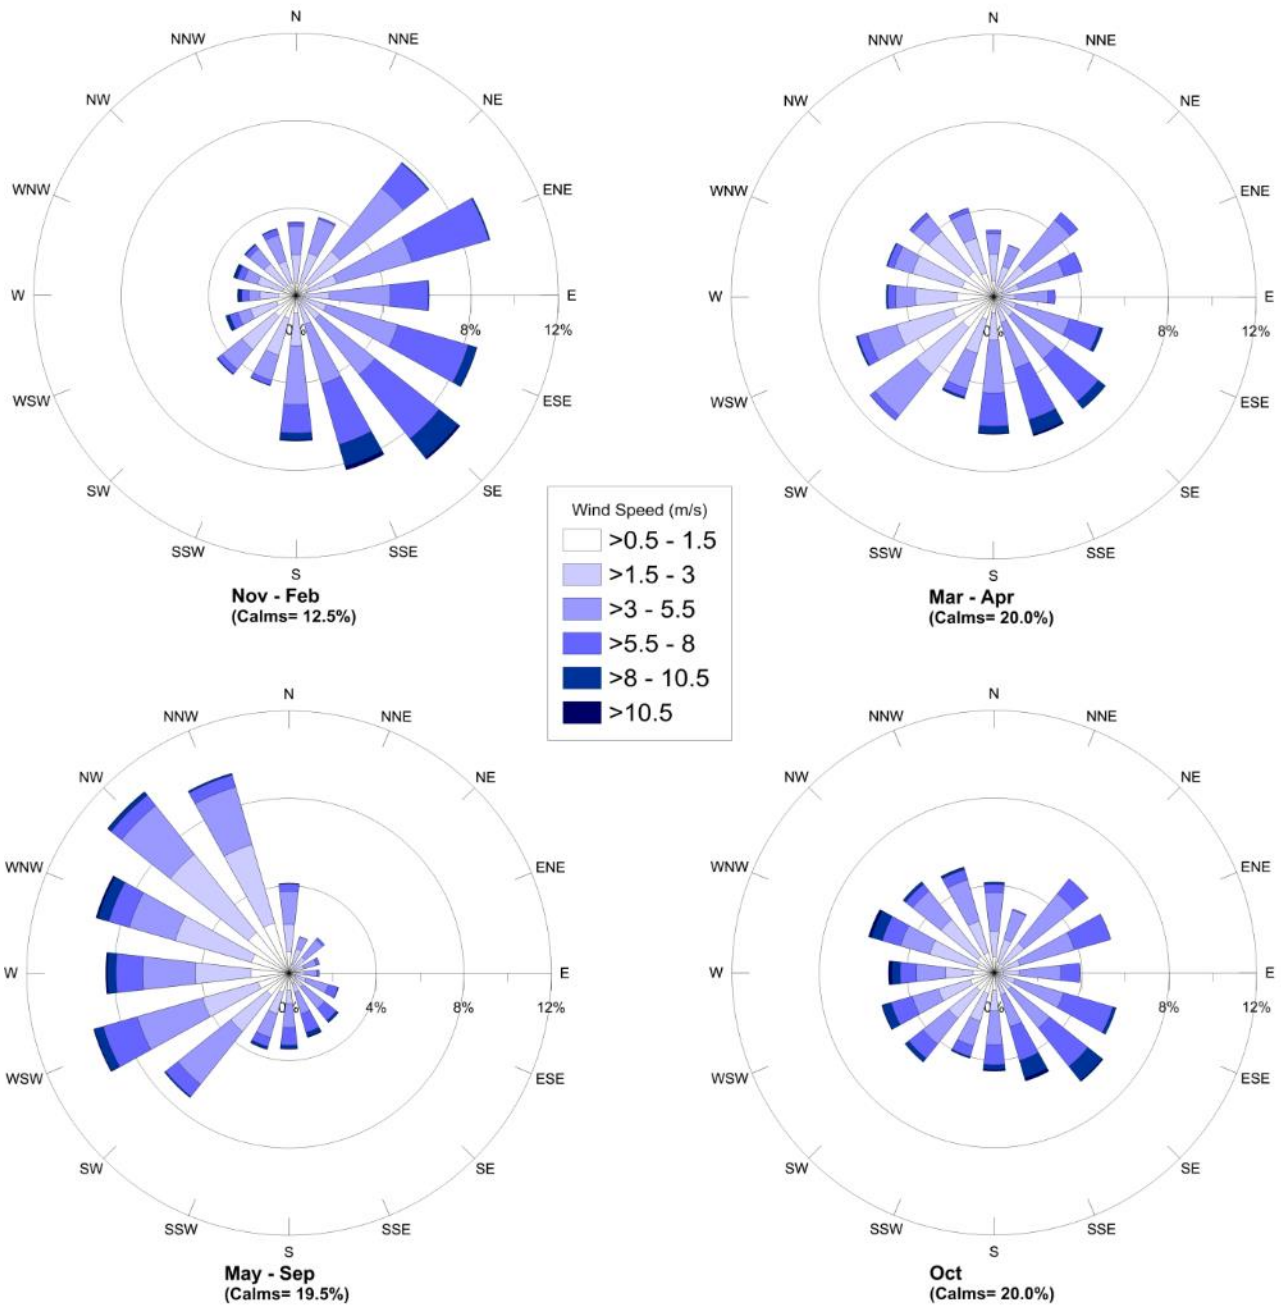 N
NNW NNE
NW NE
WNW ENE
W E
0% 8% 12%
WSW ESE
SW SE
SSW SSE
S
Nov - Feb
(Calms= 12.5%)
N
NNW NNE
NW NE
WNW ENE
W E
0% 8% 12%
WSW ESE
SW SE
SSW SSE
S
Mar - Apr
(Calms= 20.0%)
Wind Speed (m/s)
>0.5 - 1.5
>1.5 - 3
>3 - 5.5
>5.5 - 8
>8 - 10.5
>10.5
N
NNW NNE
NW NE
WNW ENE
W E
0% 4% 8% 12%
WSW ESE
SW SE
SSW SSE
S
May - Sep
(Calms= 19.5%)
N
NNW NNE
NW NE
WNW ENE
W E
0% 8% 12%
WSW ESE
SW SE
SSW SSE
S
Oct
(Calms= 20.0%)